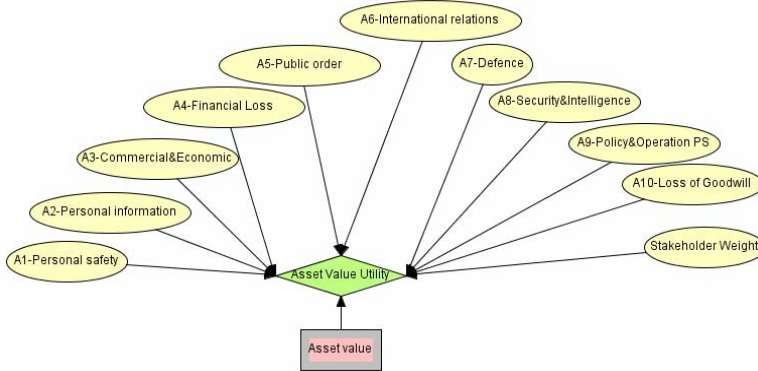 A6-International relations
A5-Public order
A7-Defence
A4-Financial Loss
A8-Security&Intelligence
A3-Commercial&Economic
A9-Policy&Operation PS
A10-Loss of Goodwill
A2-Personal information
Stakeholder Weight
A1-Personal safety
Asset Value Utility
Asset value